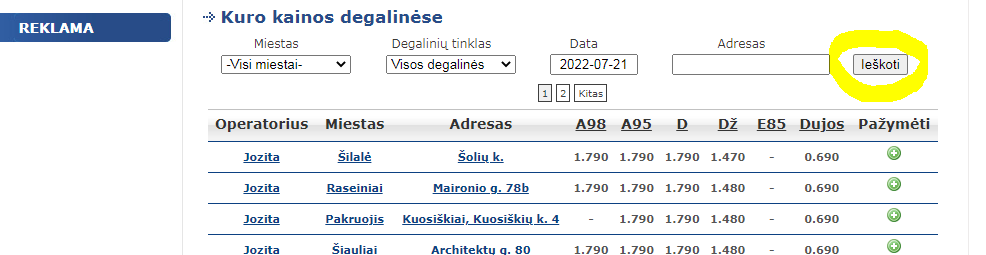 REKLAMA
Kuro kainos degalinėse
Miestas Degalinių tinklas Data Adresas
-Visi miestai- Visos degalinės 2022-07-21 Ieškoti
1 2 Kitas
Operatorius Miestas Adresas A98 A95 D Dž E85 Dujos Pažymėti
Jozita Šilalė Šolių k. 1.790 1.790 1.790 1.470 - 0.690
Jozita Raseiniai Maironio g. 78b 1.790 1.790 1.790 1.480 - 0.690
Jozita Pakruojis Kuosiškiai, Kuosiškių k. 4 - 1.790 1.790 1.480 - 0.690
Jozita Šiauliai Architektų g. 80 1.790 1.790 1.790 1.480 - 0.690